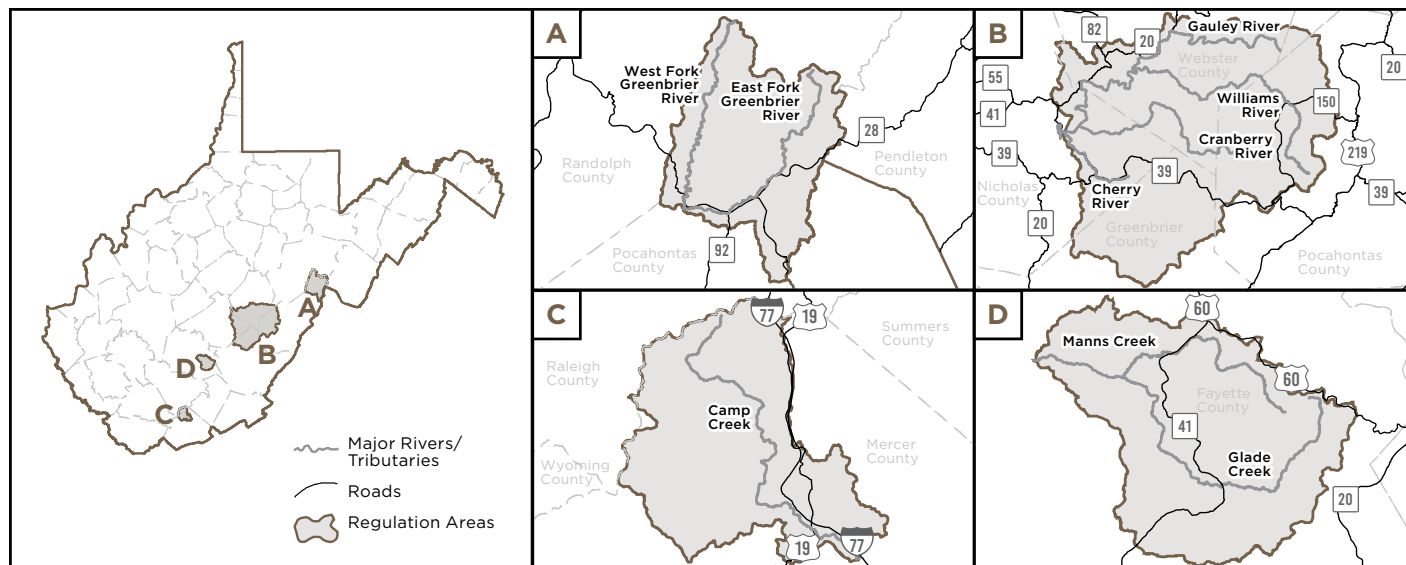 A
B
D
C
Major Rivers/
Tributaries
Roads
Regulation Areas
A
West Fork
Greenbrier
River
East Fork
Greenbrier
River
28
Randolph
County
Pendleton
County
92
Pocahontas
County
B
82
20
Gauley River
Webster
County
20
55
41
Williams
River
150
Cranberry
River
219
39
39
Nicholas
County
Cherry
River
39
20
Greenbrier
County
Pocahontas
County
C
77
19
Summers
County
Raleigh
County
Camp
Creek
Mercer
County
Wyoming
County
19
77
D
60
Manns Creek
60
Fayette
County
41
Glade
Creek
20